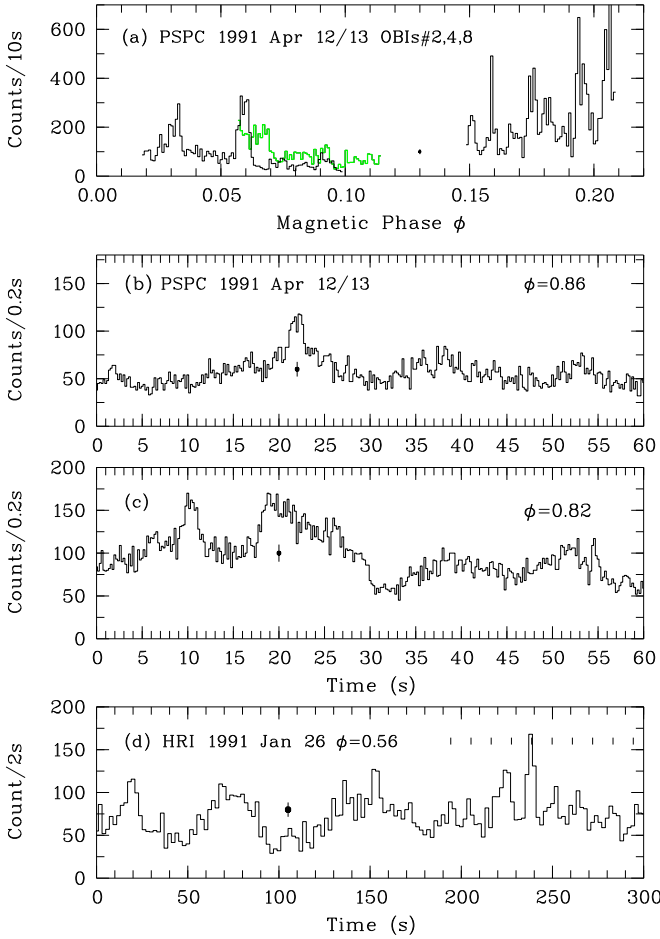 (a) PSPC 1991 Apr 12/13 OBIs#2,4,8
Counts/10s
600
400
200
0
0.00 0.05 0.10 0.15 0.20
Magnetic Phase ϕ
(b) PSPC 1991 Apr 12/13 ϕ=0.86
Counts/0.2s
150
100
50
0
0 5 10 15 20 25 30 35 40 45 50 55 60
(c) ϕ=0.82
Counts/0.2s
200
150
100
50
0
0 5 10 15 20 25 30 35 40 45 50 55 60
Time (s)
(d) HRI 1991 Jan 26 ϕ=0.56
Count/2s
200
150
100
50
0
0 50 100 150 200 250 300
Time (s)